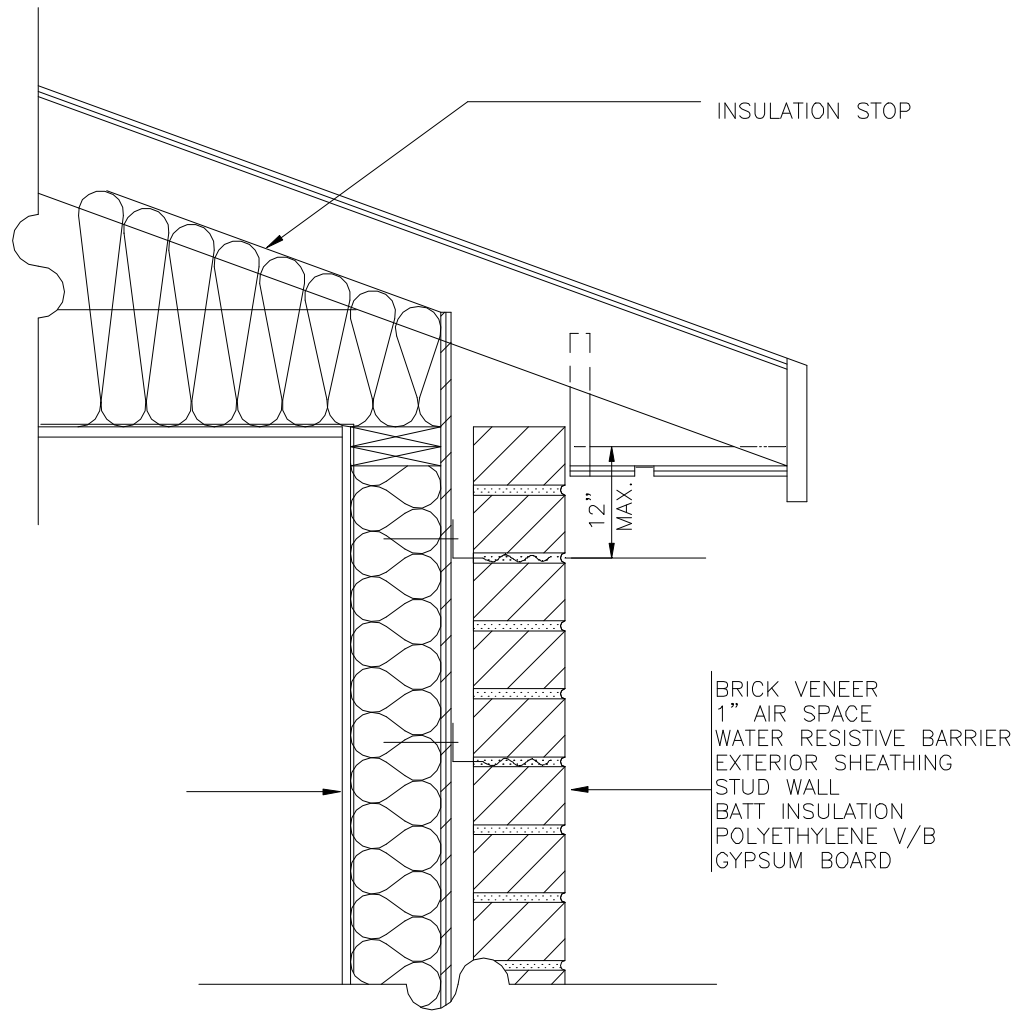 INSULATION STOP
12”
MAX.
BRICK VENEER
1” AIR SPACE
WATER RESISTIVE BARRIER
EXTERIOR SHEATHING
STUD WALL
BATT INSULATION
POLYETHYLENE V/B
GYPSUM BOARD